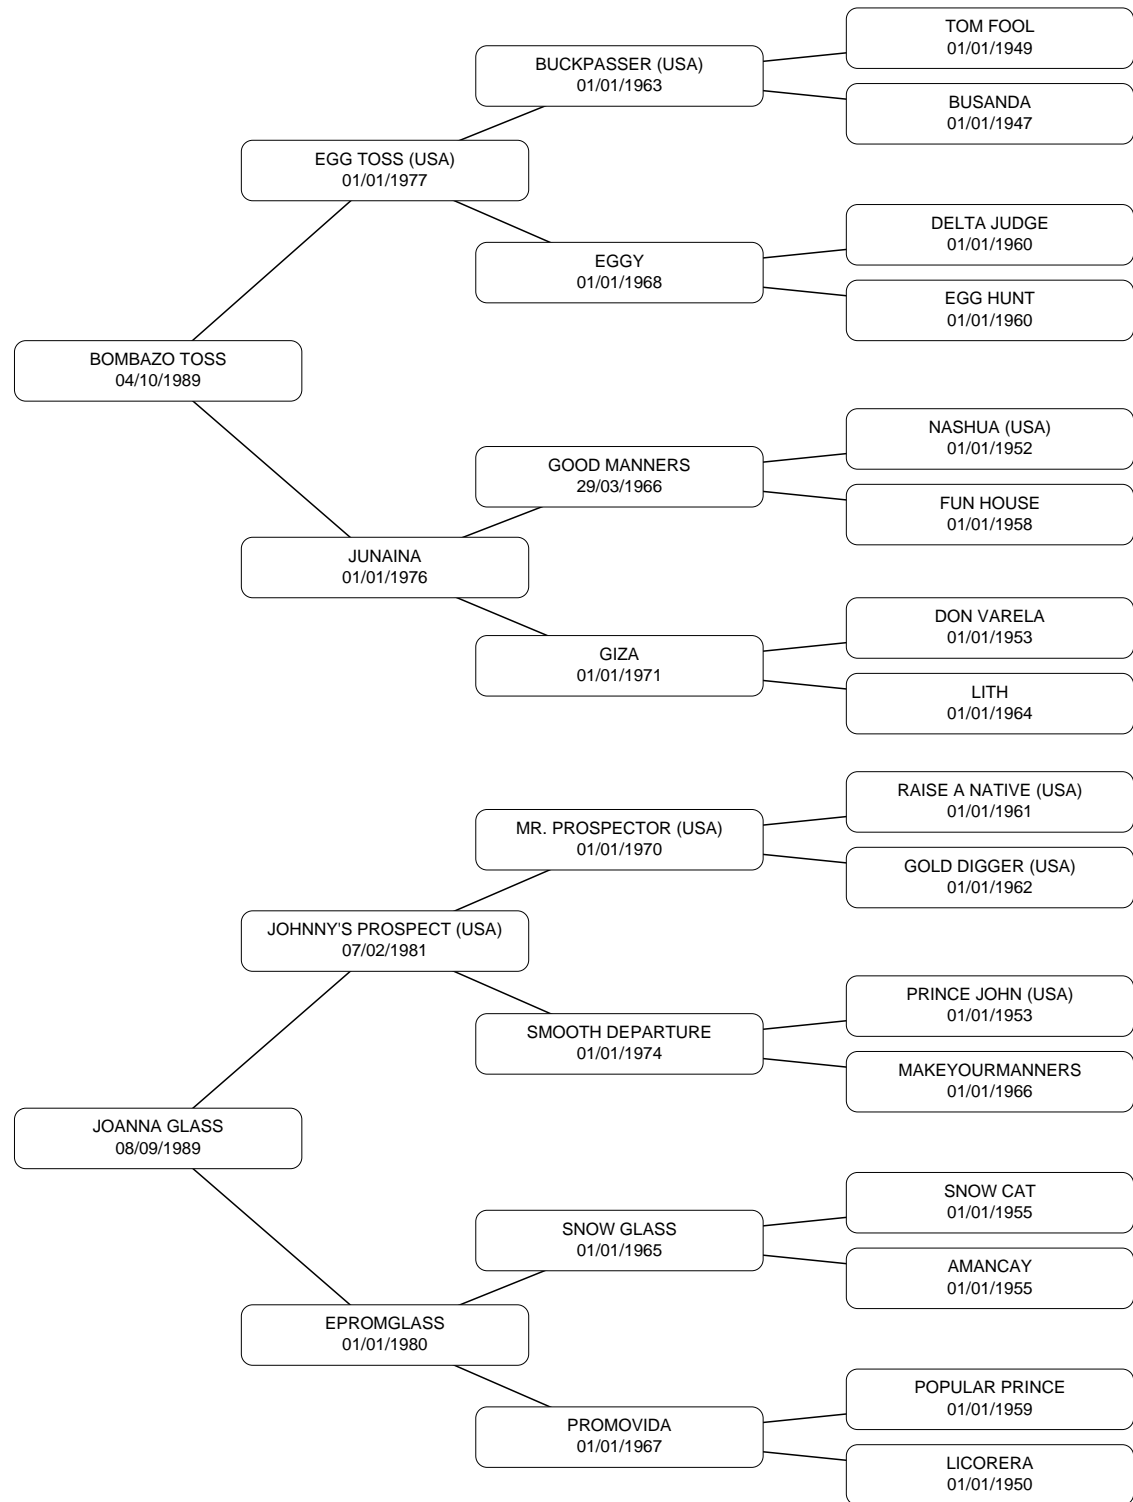 TOM FOOL
01/01/1949
BUCKPASSER (USA)
01/01/1963
BUSANDA
01/01/1947
EGG TOSS (USA)
01/01/1977
DELTA JUDGE
01/01/1960
EGGY
01/01/1968
EGG HUNT
01/01/1960
BOMBAZO TOSS
04/10/1989
NASHUA (USA)
01/01/1952
GOOD MANNERS
29/03/1966
FUN HOUSE
01/01/1958
JUNAINA
01/01/1976
DON VARELA
01/01/1953
GIZA
01/01/1971
LITH
01/01/1964
RAISE A NATIVE (USA)
01/01/1961
MR. PROSPECTOR (USA)
01/01/1970
GOLD DIGGER (USA)
01/01/1962
JOHNNY'S PROSPECT (USA)
07/02/1981
PRINCE JOHN (USA)
01/01/1953
SMOOTH DEPARTURE
01/01/1974
MAKEYOURMANNERS
01/01/1966
JOANNA GLASS
08/09/1989
SNOW CAT
01/01/1955
SNOW GLASS
01/01/1965
AMANCAY
01/01/1955
EPROMGLASS
01/01/1980
POPULAR PRINCE
01/01/1959
PROMOVIDA
01/01/1967
LICORERA
01/01/1950